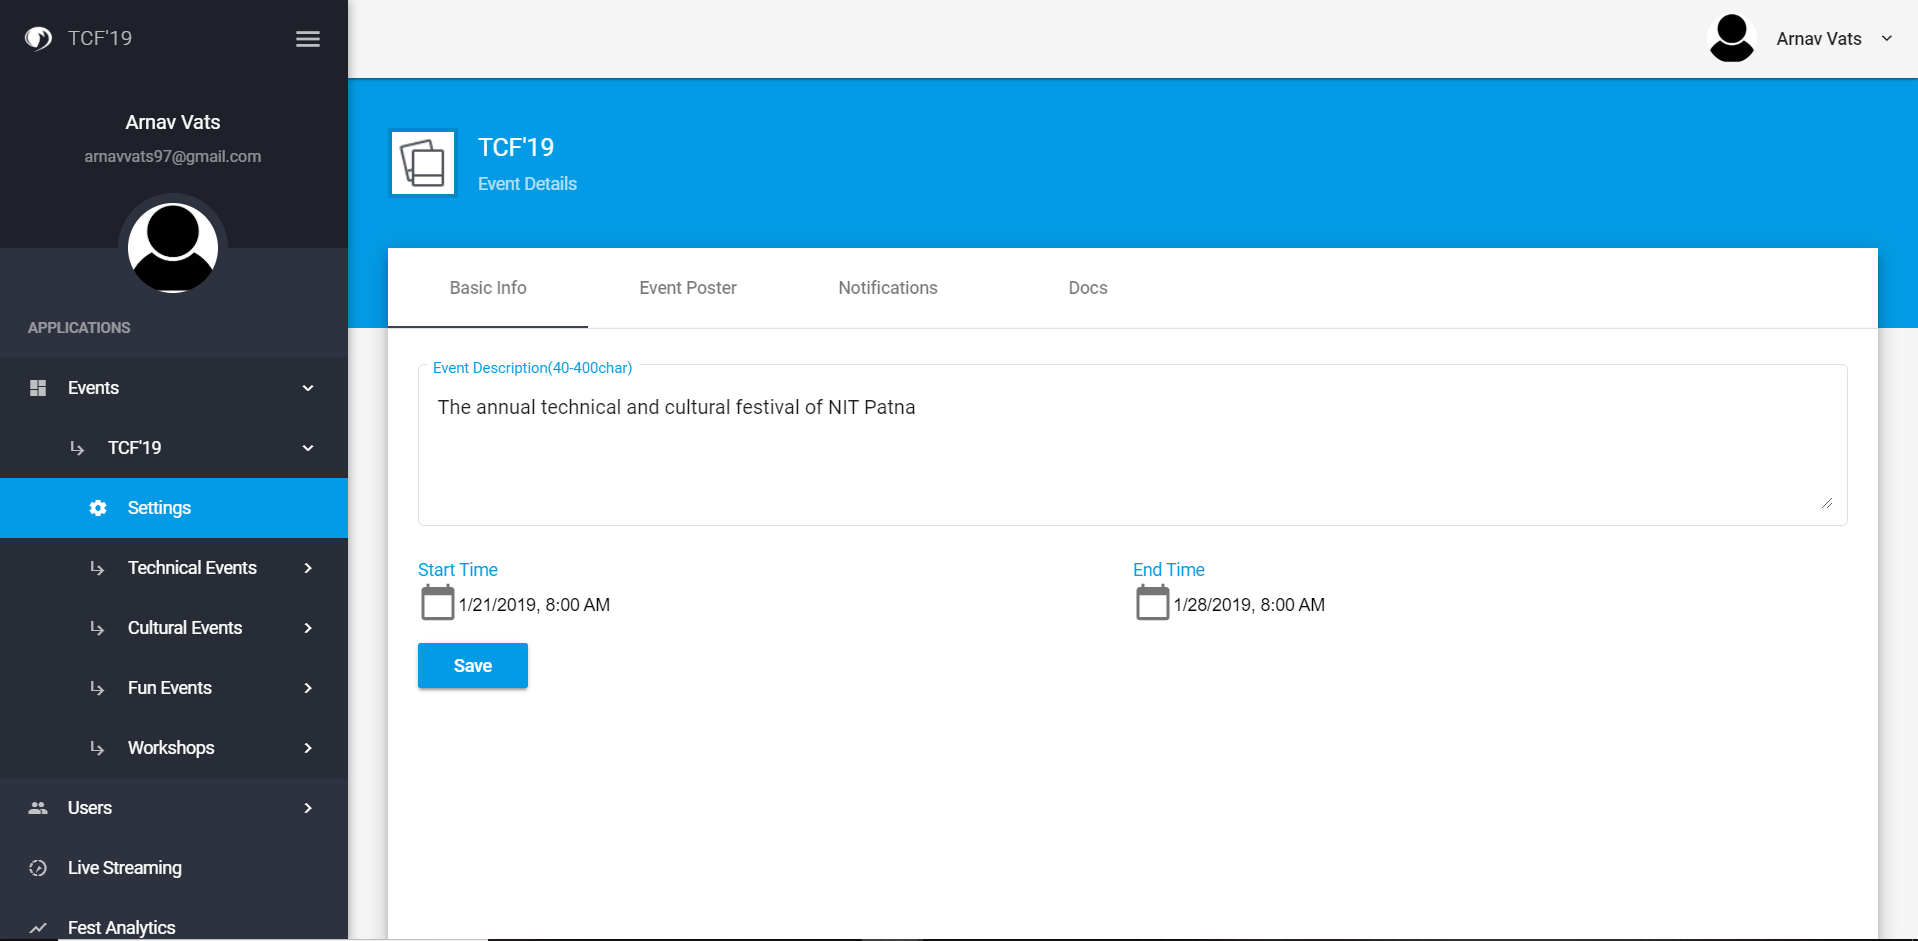 TCF'19
Arnav Vats
Arnav Vats
arnavvats97@gmail.com
APPLICATIONS
Events
TCF'19
Settings
Technical Events
Cultural Events
Fun Events
Workshops
Users
Live Streaming
Fest Analytics
TCF'19
Event Details
Basic Info Event Poster Notifications Docs
Event Description(40-400char)
The annual technical and cultural festival of NIT Patna
Start Time End Time
1/21/2019, 8:00 AM 1/28/2019, 8:00 AM
Save